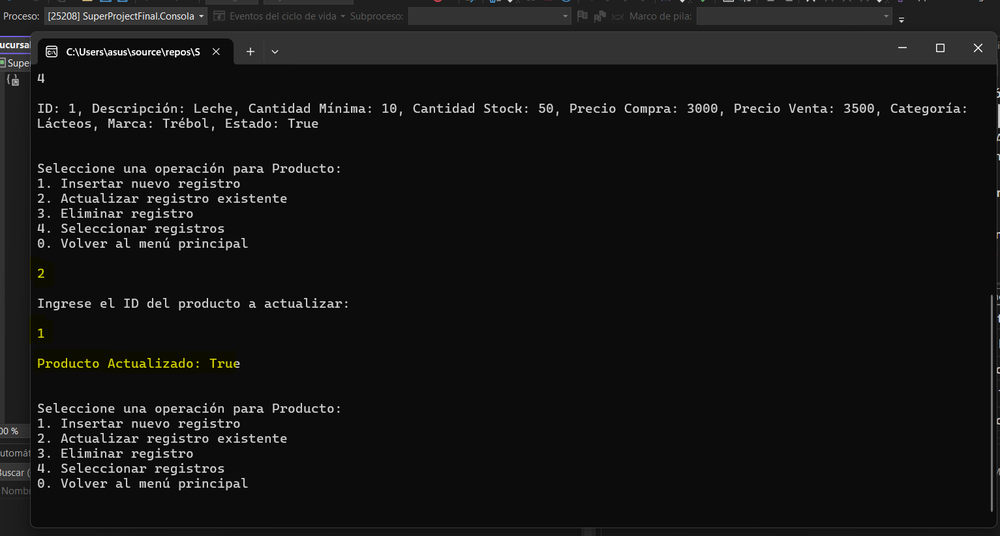 Proceso: [25208] SuperProjectFinal.Consola Eventos del ciclo de vida Subproceso: Marco de pila:
ucursal
C:\Users\asus\source\repos\S
Super
4
ID: 1, Descripción: Leche, Cantidad Mínima: 10, Cantidad Stock: 50, Precio Compra: 3000, Precio Venta: 3500, Categoría:
Lácteos, Marca: Trébol, Estado: True
Seleccione una operación para Producto:
1. Insertar nuevo registro
2. Actualizar registro existente
3. Eliminar registro
4. Seleccionar registros
0. Volver al menú principal
2
Ingrese el ID del producto a actualizar:
1
Producto Actualizado: True
Seleccione una operación para Producto:
1. Insertar nuevo registro
00 %
2. Actualizar registro existente
utomát
3. Eliminar registro
Buscar (
4. Seleccionar registros
0. Volver al menú principal
Nombr